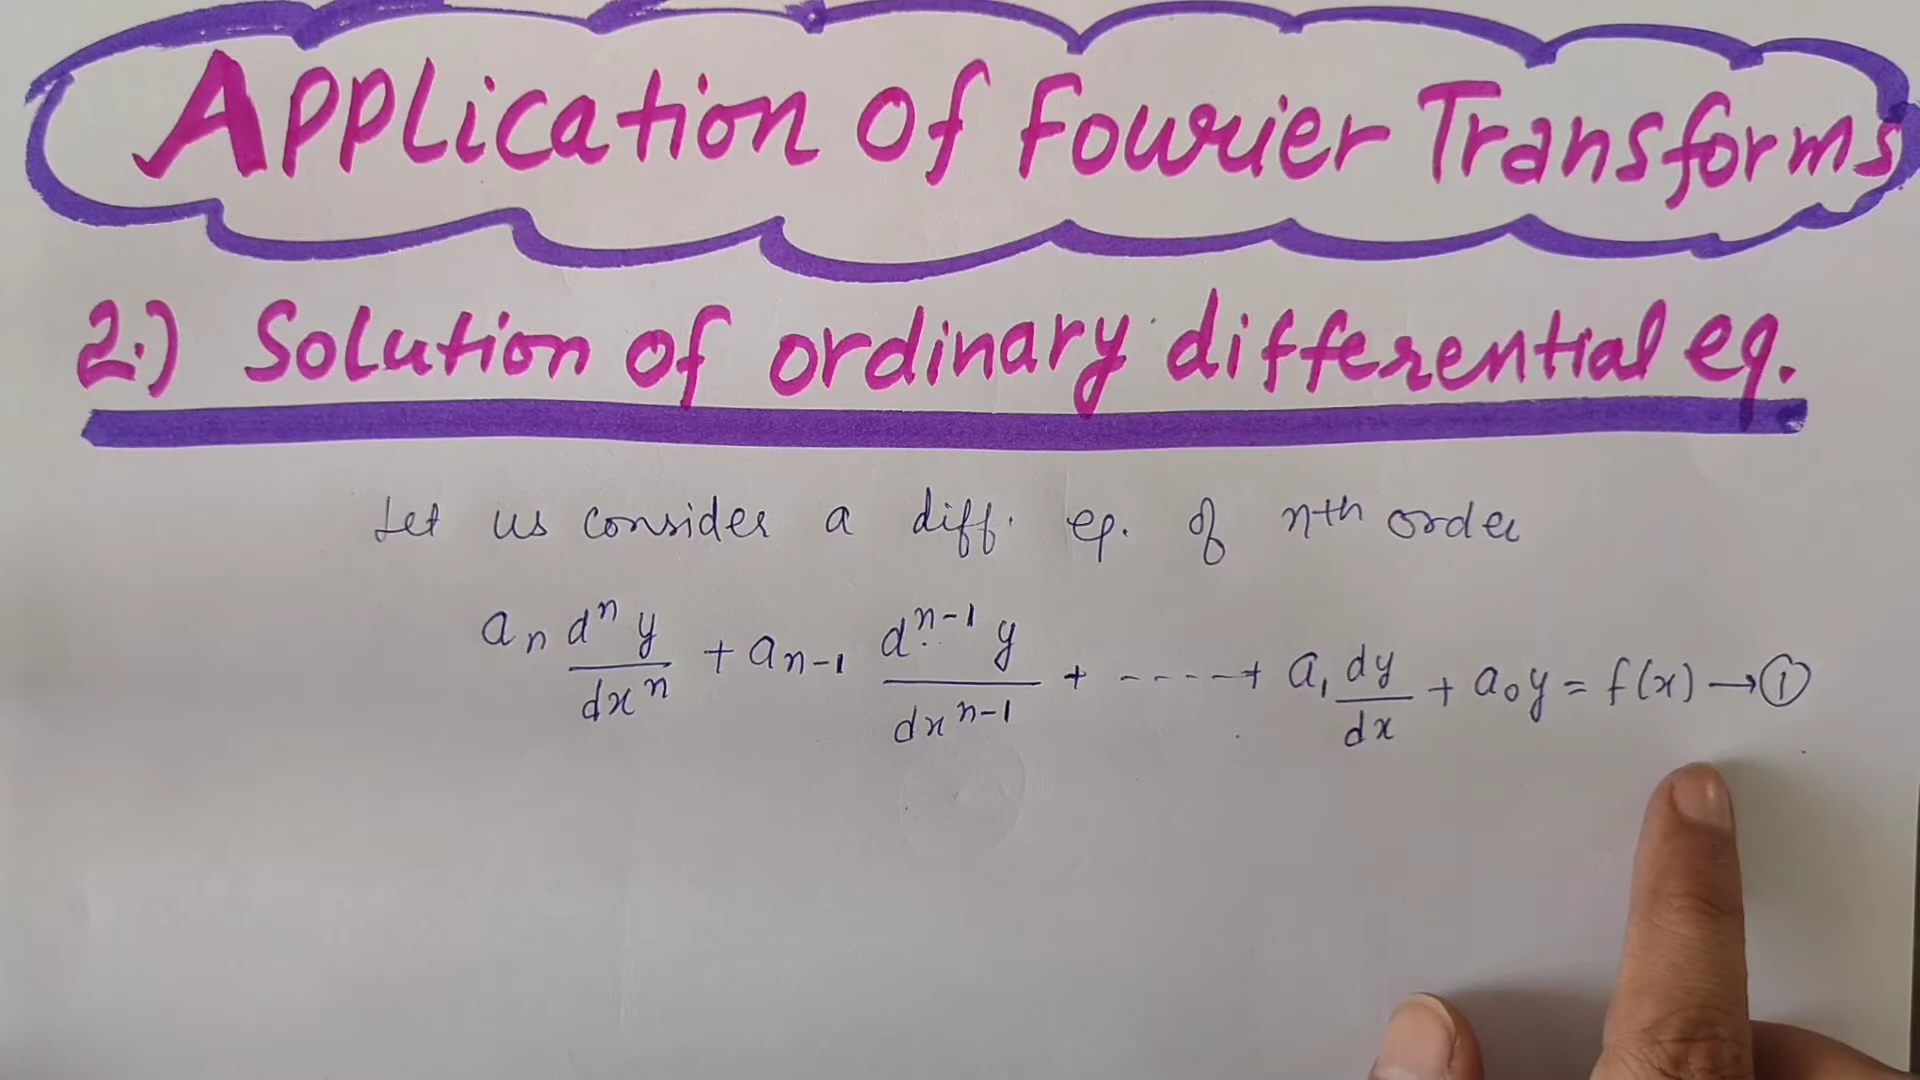 Application Of Fourier Transforms
2.) Solution of ordinary differential eq.
Let us consider a diff. eq. of nth order
aₙ dⁿy/dxⁿ + aₙ₋₁ dⁿ⁻¹y/dxⁿ⁻¹ + -----+ a₁ dy/dx + a₀y = f(x) → ①